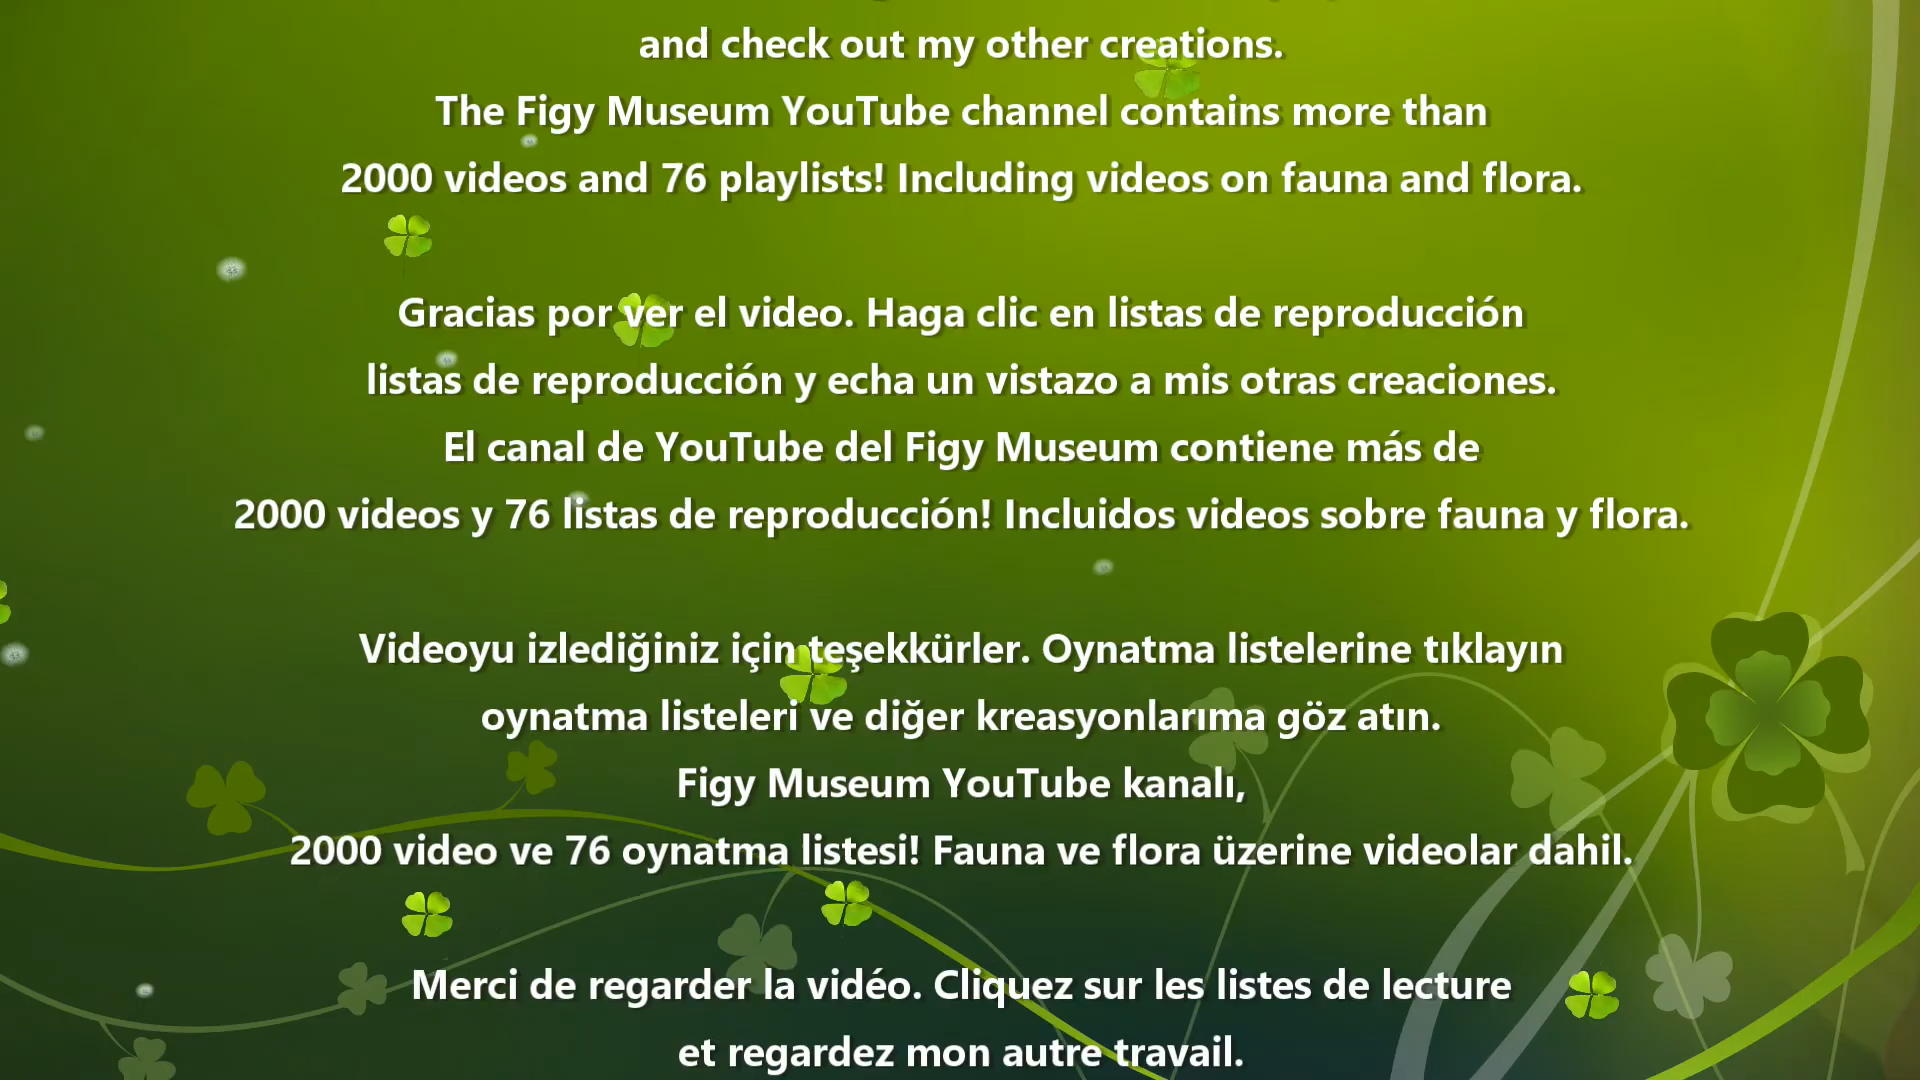 and check out my other creations.
The Figy Museum YouTube channel contains more than
2000 videos and 76 playlists! Including videos on fauna and flora.
Gracias por ver el video. Haga clic en listas de reproducción
listas de reproducción y echa un vistazo a mis otras creaciones.
El canal de YouTube del Figy Museum contiene más de
2000 videos y 76 listas de reproducción! Incluidos videos sobre fauna y flora.
Videoyu izlediğiniz için teşekkürler. Oynatma listelerine tıklayın
oynatma listeleri ve diğer kreasyonlarıma göz atın.
Figy Museum YouTube kanalı,
2000 video ve 76 oynatma listesi! Fauna ve flora üzerine videolar dahil.
Merci de regarder la vidéo. Cliquez sur les listes de lecture
et regardez mon autre travail.